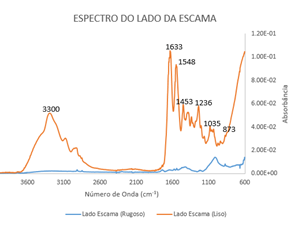 ESPECTRO DO LADO DA ESCAMA
1.20E-01
1633
1.00E-01
1548
8.00E-02
3300
1453
1236
6.00E-02
1035
873
4.00E-02
2.00E-02
0.00E+00
Absorbância
3600 3100 2600 2100 1600 1100 600
Número de Onda (cm⁻¹)
Lado Escama (Rugoso) Lado Escama (Liso)